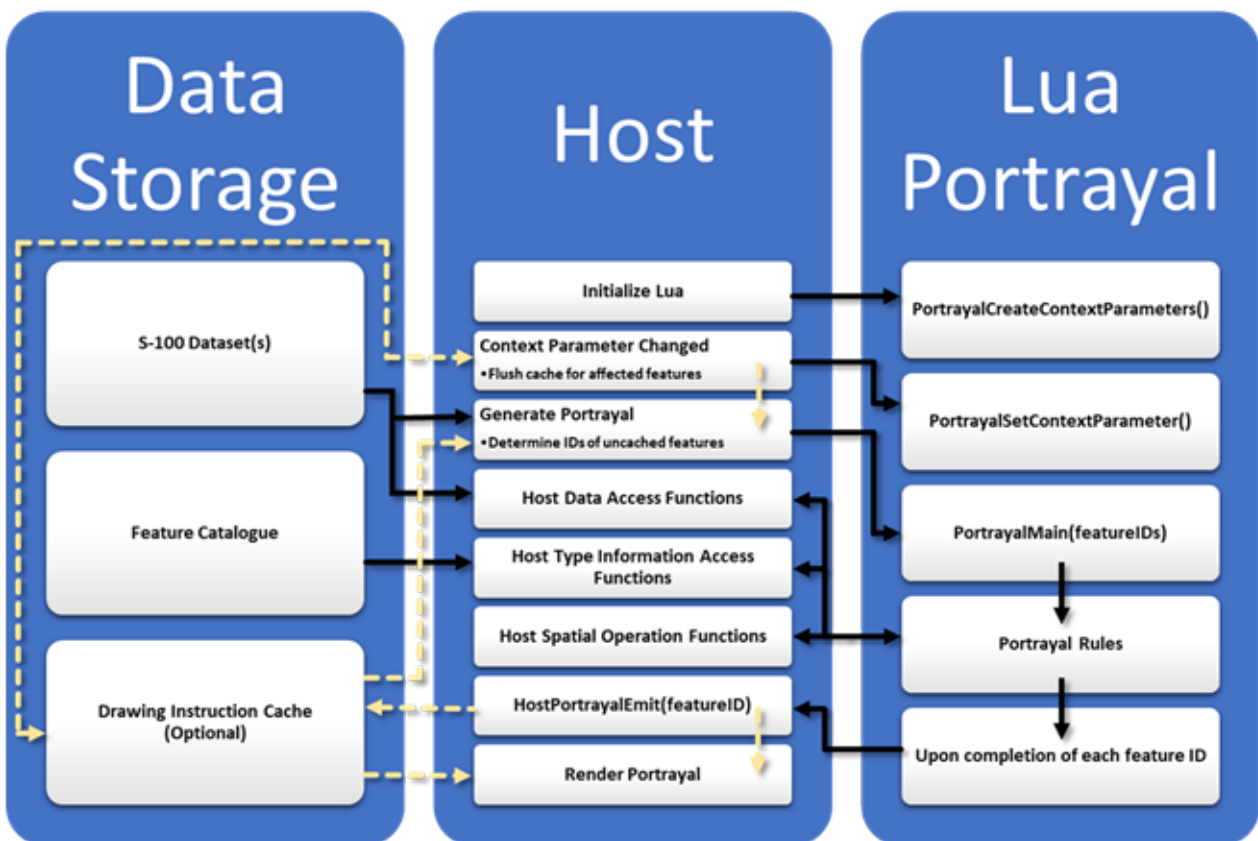 Data
Storage
S-100 Dataset(s)
Feature Catalogue
Drawing Instruction Cache
(Optional)
Host
Initialize Lua
Context Parameter Changed
•Flush cache for affected features
Generate Portrayal
•Determine IDs of uncached features
Host Data Access Functions
Host Type Information Access
Functions
Host Spatial Operation Functions
HostPortrayalEmit(featureID)
Render Portrayal
Lua
Portrayal
PortrayalCreateContextParameters()
PortrayalSetContextParameter()
PortrayalMain(featureIDs)
Portrayal Rules
Upon completion of each feature ID